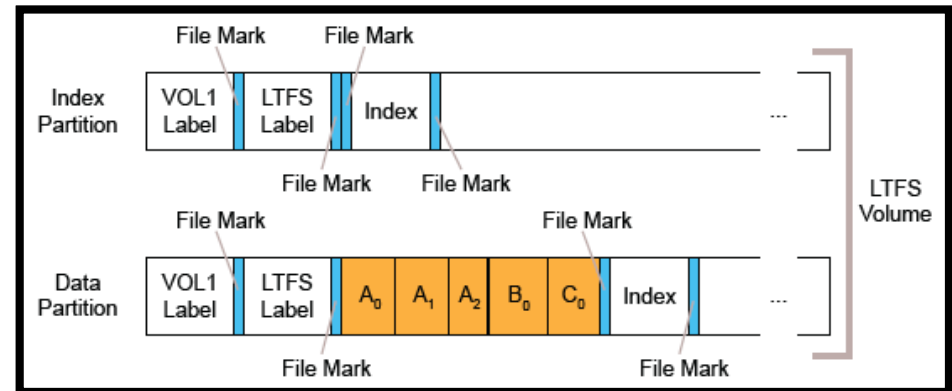 File Mark
File Mark
Index
Partition
VOL1
Label
LTFS
Label
Index
...
File Mark
File Mark
LTFS
Volume
File Mark
File Mark
Data
Partition
VOL1
Label
LTFS
Label
A₀
A₁
A₂
B₀
C₀
Index
...
File Mark
File Mark